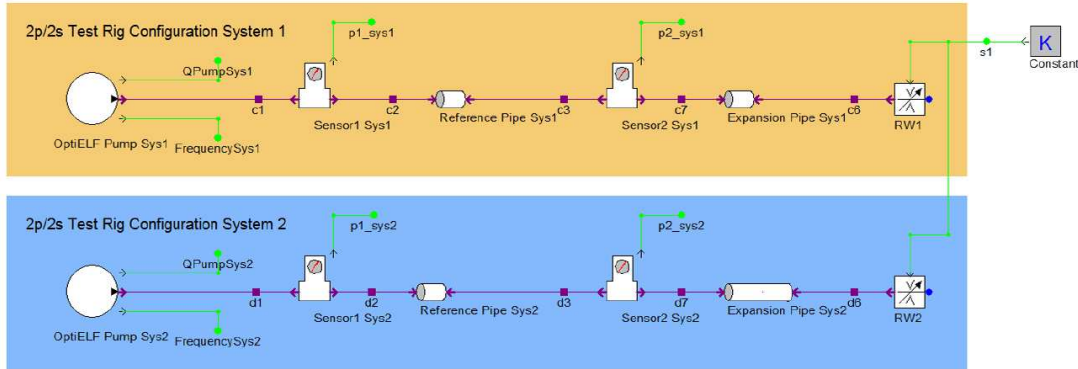 2p/2s Test Rig Configuration System 1
p1_sys1
p2_sys1
QPumpSys1
s1
K
Constant
c1
c2
c3
c7
c6
Sensor1 Sys1
Reference Pipe Sys1
Sensor2 Sys1
Expansion Pipe Sys1
RW1
OptiELF Pump Sys1
FrequencySys1
2p/2s Test Rig Configuration System 2
p1_sys2
p2_sys2
QPumpSys2
d1
d2
d3
d7
d6
Sensor1 Sys2
Reference Pipe Sys2
Sensor2 Sys2
Expansion Pipe Sys2
RW2
OptiELF Pump Sys2
FrequencySys2